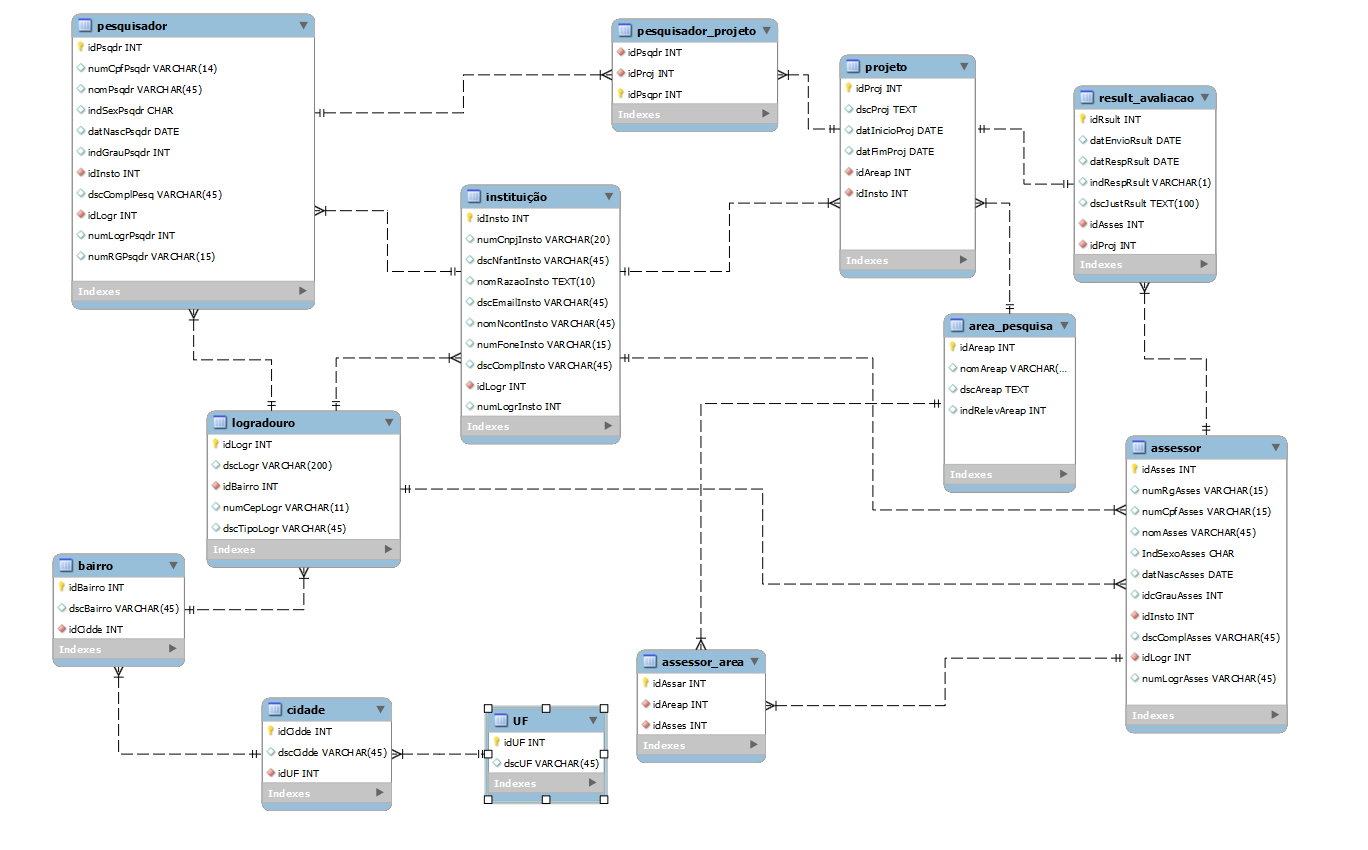 pesquisador
idPsqdr INT
numCpfPsqdr VARCHAR(14)
nomPsqdr VARCHAR(45)
indSexPsqdr CHAR
datNascPsqdr DATE
indGrauPsqdr INT
idInsto INT
dscComplPesq VARCHAR(45)
idLogr INT
numLogrPsqdr INT
numRGPsqdr VARCHAR(15)
Indexes
pesquisador_projeto
idPsqdr INT
idProj INT
idPsqpr INT
Indexes
projeto
idProj INT
dscProj TEXT
datInicioProj DATE
datFimProj DATE
idAreap INT
idInsto INT
Indexes
result_avaliacao
idRsult INT
datEnvioRsult DATE
datRespRsult DATE
indRespRsult VARCHAR(1)
dscJustRsult TEXT(100)
idAsses INT
idProj INT
Indexes
instituição
idInsto INT
numCnpjInsto VARCHAR(20)
dscNfantInsto VARCHAR(45)
nomRazaoInsto TEXT(10)
dscEmailInsto VARCHAR(45)
nomNcontInsto VARCHAR(45)
numFoneInsto VARCHAR(15)
dscComplInsto VARCHAR(45)
idLogr INT
numLogrInsto INT
Indexes
area_pesquisa
idAreap INT
nomAreap VARCHAR(...
dscAreap TEXT
indRelevAreap INT
Indexes
logradouro
idLogr INT
dscLogr VARCHAR(200)
idBairro INT
numCepLogr VARCHAR(11)
dscTipoLogr VARCHAR(45)
Indexes
assessor
idAsses INT
numRgAsses VARCHAR(15)
numCpfAsses VARCHAR(15)
nomAsses VARCHAR(45)
IndSexoAsses CHAR
datNascAsses DATE
idcGrauAsses INT
idInsto INT
dscComplAsses VARCHAR(45)
idLogr INT
numLograsses VARCHAR(45)
Indexes
bairro
idBairro INT
dscBairro VARCHAR(45)
idCidde INT
Indexes
assessor_area
idAssar INT
idAreap INT
idAsses INT
Indexes
cidade
idCidde INT
dscCidde VARCHAR(45)
idUF INT
Indexes
UF
idUF INT
dscUF VARCHAR(45)
Indexes